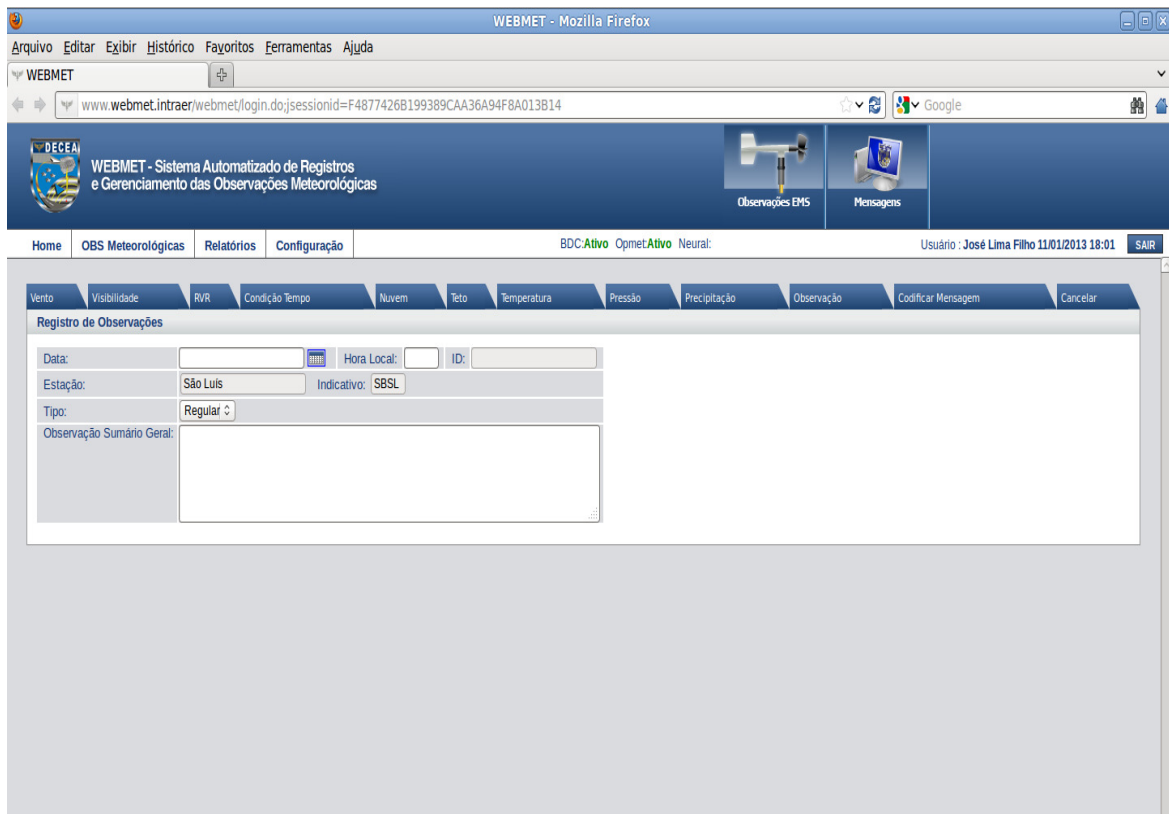 WEBMET - Mozilla Firefox
Arquivo Editar Exibir Histórico Favoritos Ferramentas Ajuda
WEBMET
www.webmet.intraer/webmet/login.do;jsessionid=F4877426B199389CAA36A94F8A013B14 Google
DECEA
WEBMET - Sistema Automatizado de Registros
e Gerenciamento das Observações Meteorológicas
Observações EMS Mensagens
Home OBS Meteorológicas Relatórios Configuração BDC:Ativo Opmet:Ativo Neural: Usuário : José Lima Filho 11/01/2013 18:01 SAIR
Vento Visibilidade RVR Condição Tempo Nuvem Teto Temperatura Pressão Precipitação Observação Codificar Mensagem Cancelar
Registro de Observações
Data: Hora Local: ID:
Estação: São Luís Indicativo: SBSL
Tipo: Regular
Observação Sumário Geral: